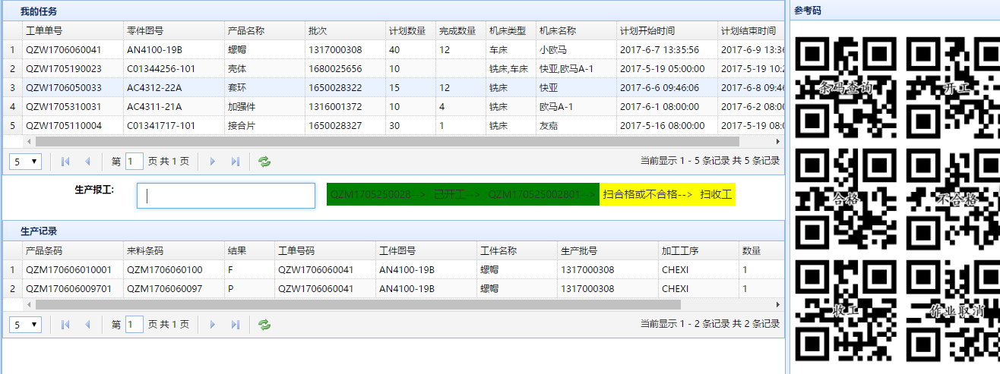 我的任务
工单单号 零件图号 产品名称 批次 计划数量 完成数量 机床类型 机床名称 计划开始时间 计划结束时间
1 QZW1706060041 AN4100-19B 螺帽 1317000308 40 12 车床 小欧马 2017-6-7 13:35:56 2017-6-9 13:36
2 QZW1705190023 C01344256-101 壳体 1680025656 10 铣床,车床 快亚,欧马A-1 2017-5-19 05:00:00 2017-5-19 10:2
3 QZW1706050033 AC4312-22A 套环 1650028322 15 12 铣床 快亚 2017-6-6 09:46:06 2017-6-8 09:46
4 QZW1705310031 AC4311-21A 加强件 1316001372 10 4 铣床 欧马A-1 2017-6-1 08:00:00 2017-6-2 08:00
5 QZW1705110004 C01341717-101 接合片 1650028327 30 1 铣床 友嘉 2017-5-16 08:00:00 2017-5-19 08:0
5 第 1 页 共 1 页 当前显示 1 - 5 条记录 共 5 条记录
生产报工: QZM1705250028--> 已开工--> QZM170525002801--> 扫合格或不合格--> 扫收工
生产记录
产品条码 来料条码 结果 工单号码 工件图号 工件名称 生产批号 加工工序 数量
1 QZM170606010001 QZM1706060100 F QZW1706060041 AN4100-19B 螺帽 1317000308 CHEXI 1
2 QZM170606009701 QZM1706060097 P QZW1706060041 AN4100-19B 螺帽 1317000308 CHEXI 1
5 第 1 页 共 1 页 当前显示 1 - 2 条记录 共 2 条记录
参考码
条码查询 开工
合格 不合格
收工 作业取消